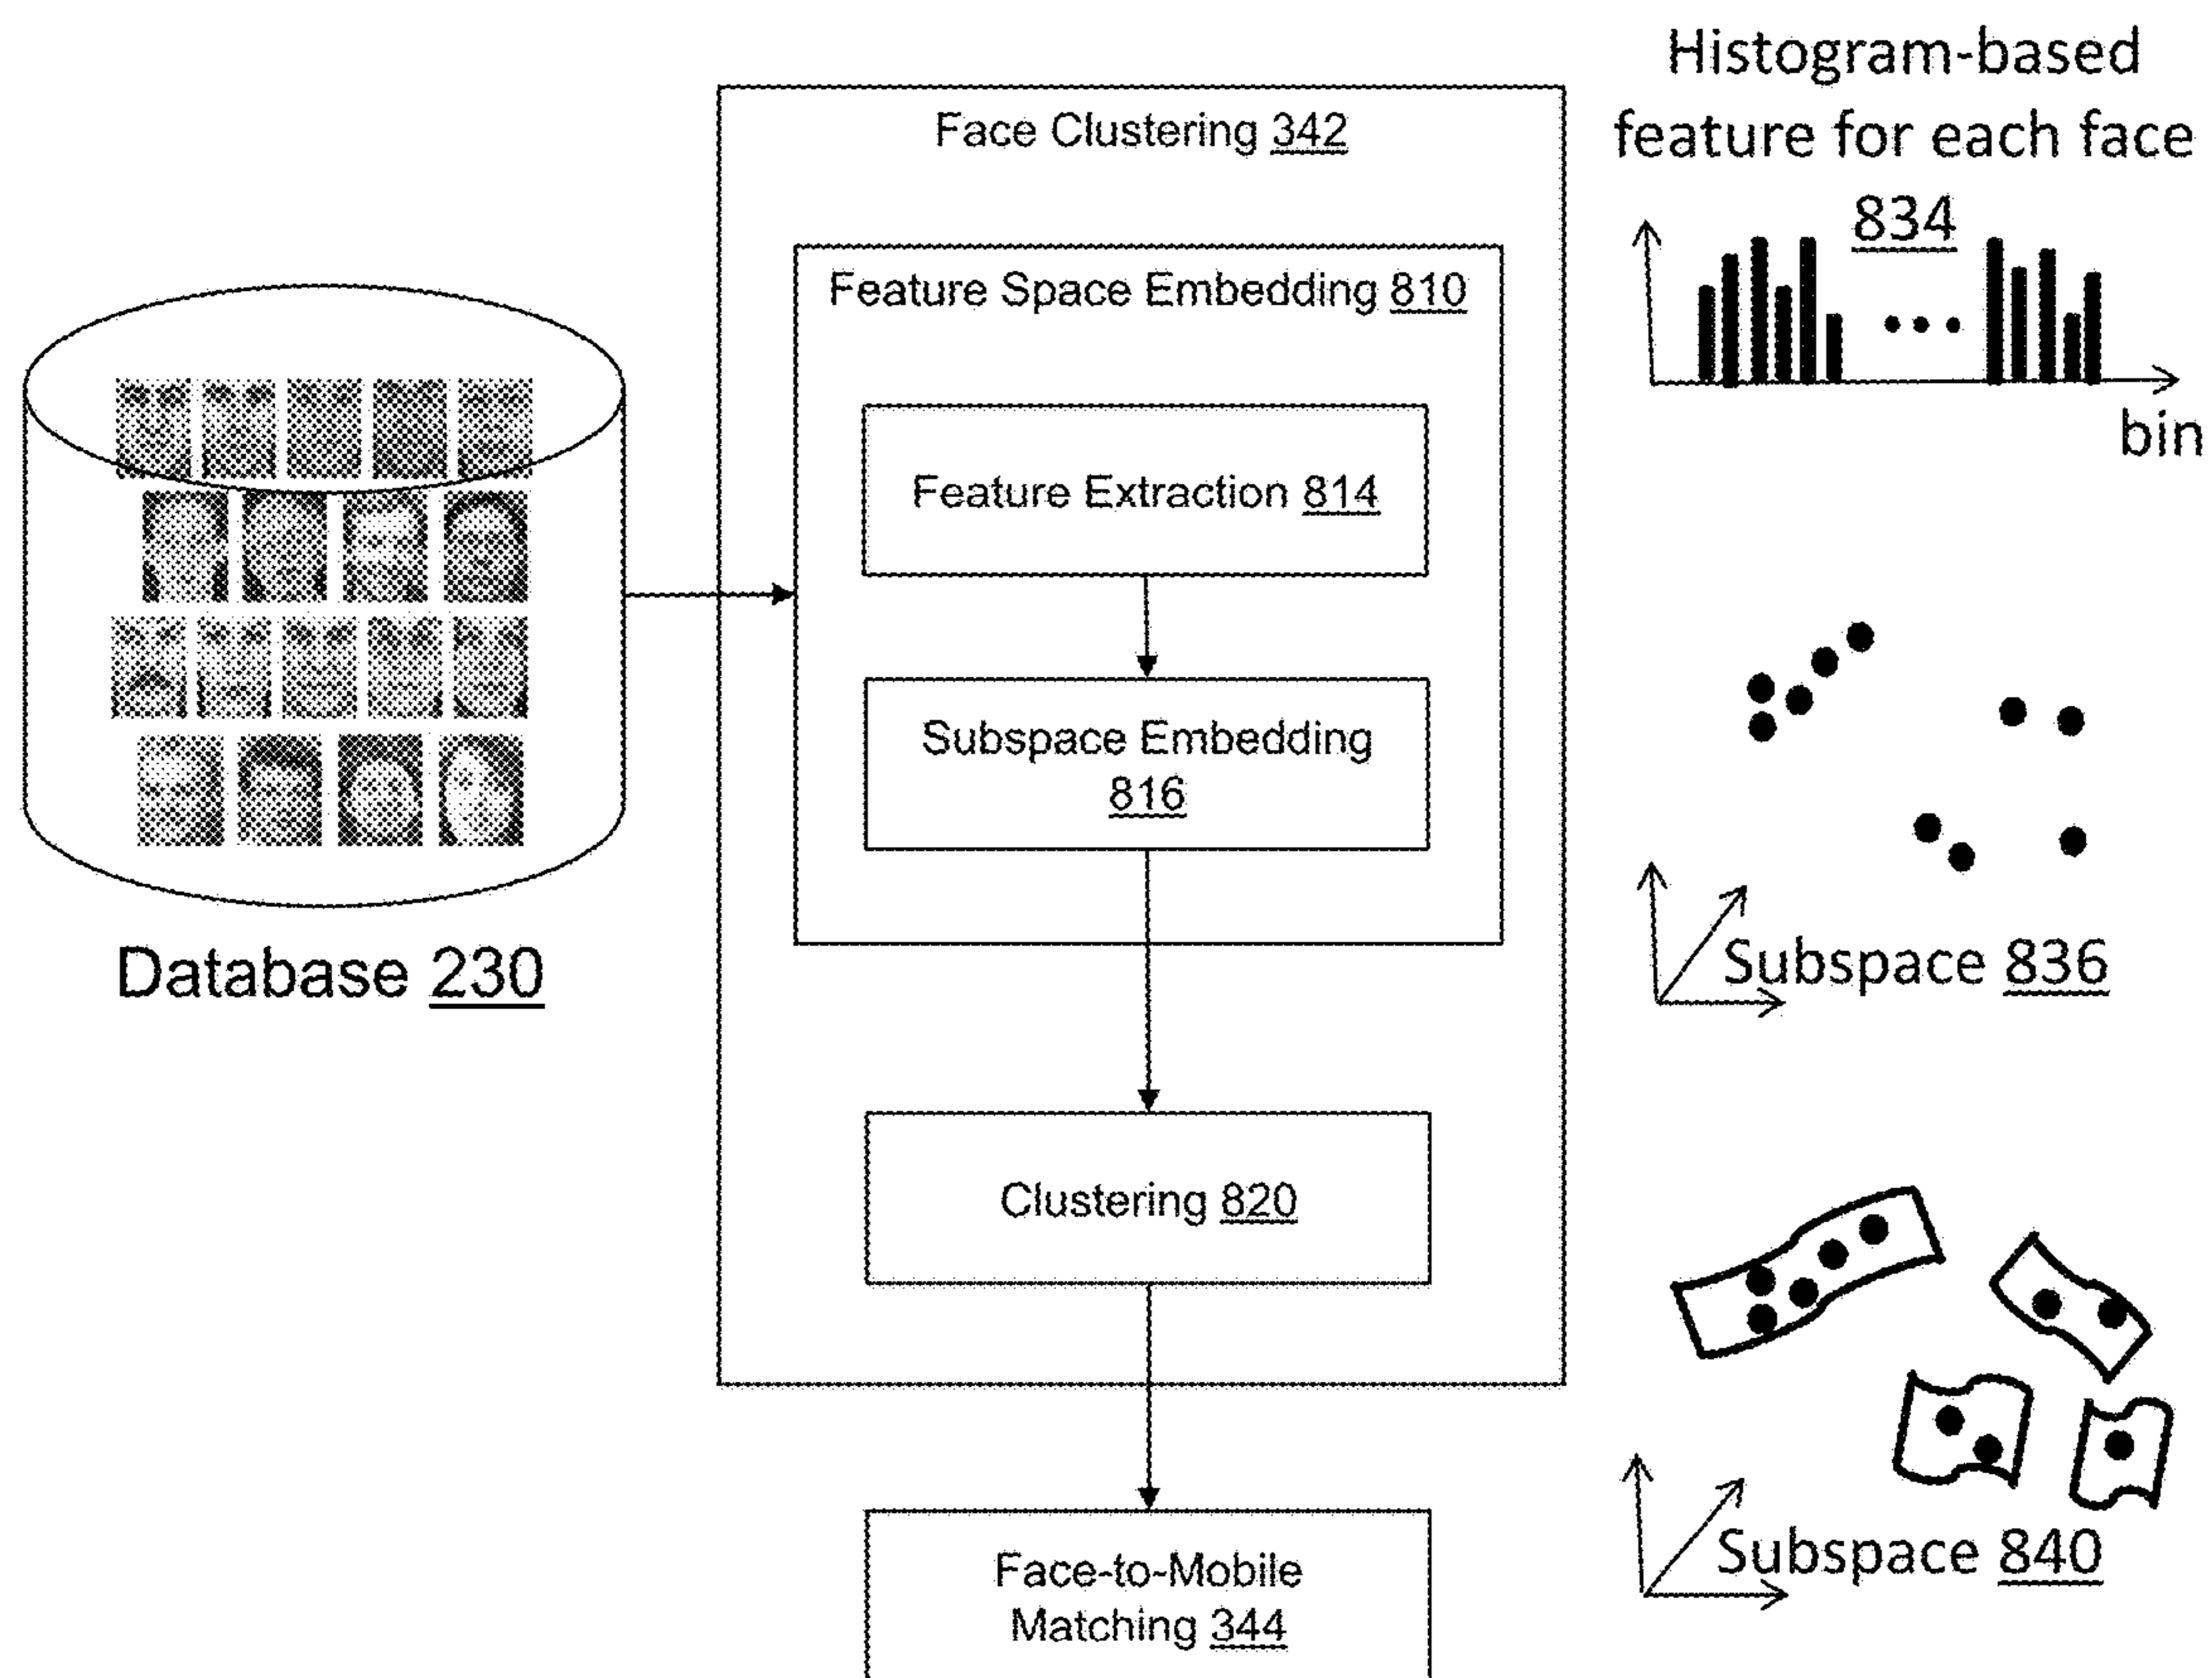 Histogram-based
feature for each face
834
bin
Face Clustering 342
Feature Space Embedding 810
Feature Extraction 814
Subspace Embedding
816
Database 230
Subspace 836
Clustering 820
Subspace 840
Face-to-Mobile
Matching 344